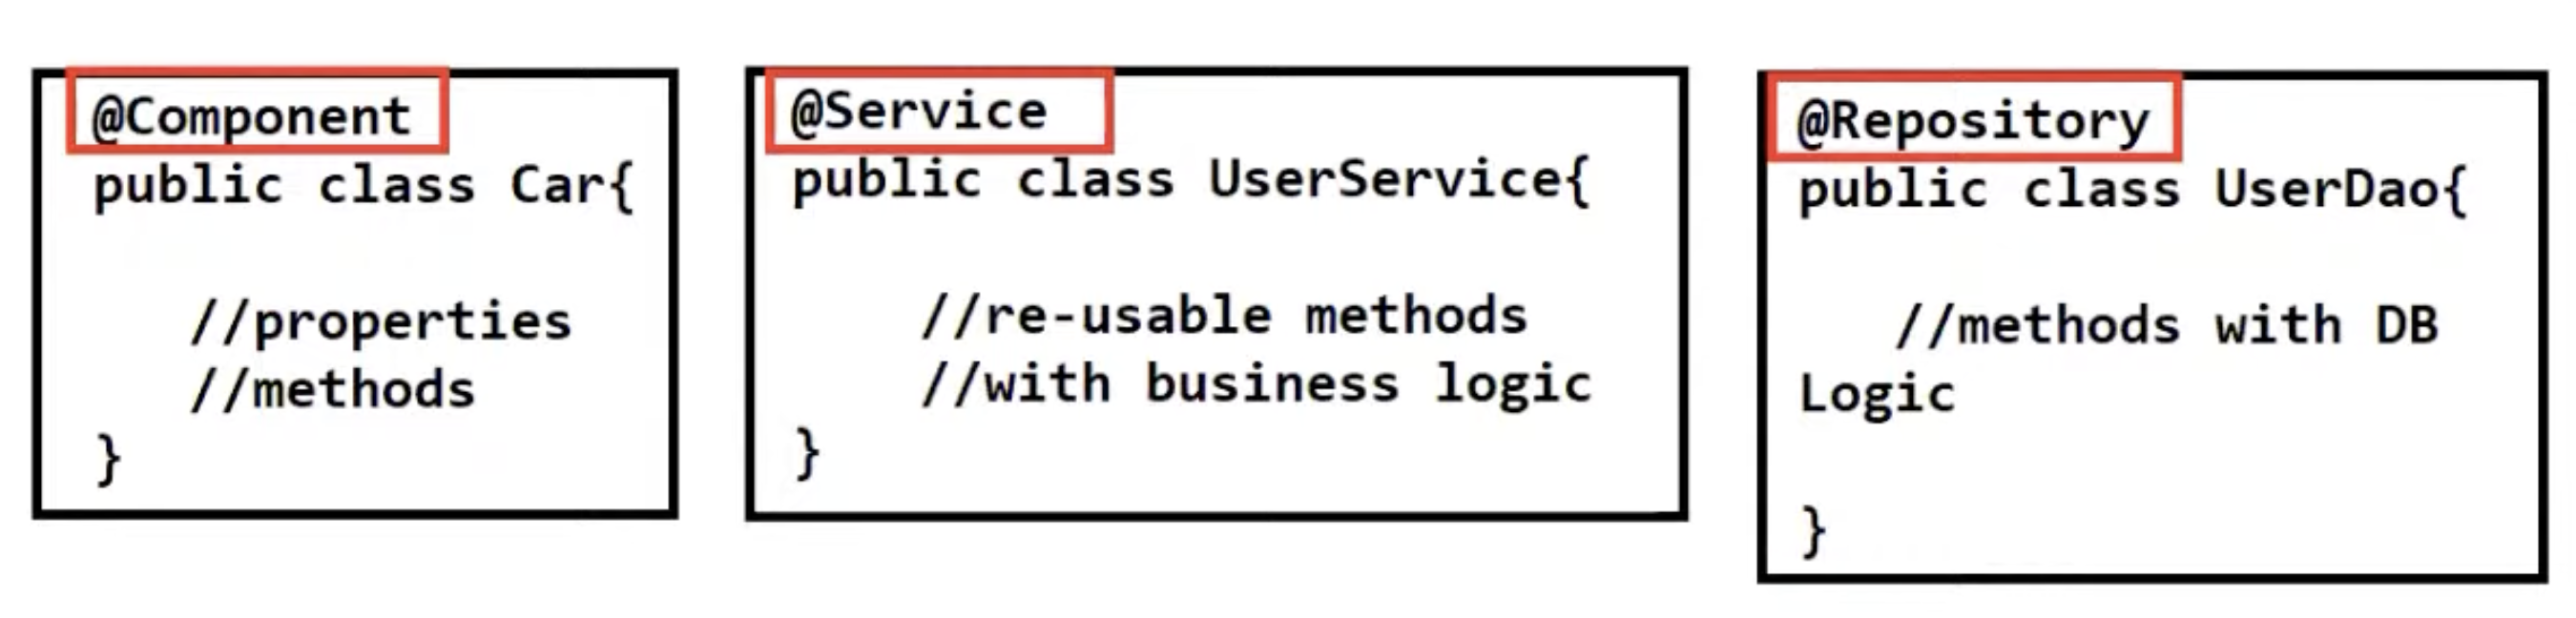 @Component
public class Car{
//properties
//methods
}
@Service
public class UserService{
//re-usable methods
//with business logic
}
@Repository
public class UserDao{
//methods with DB
Logic
}